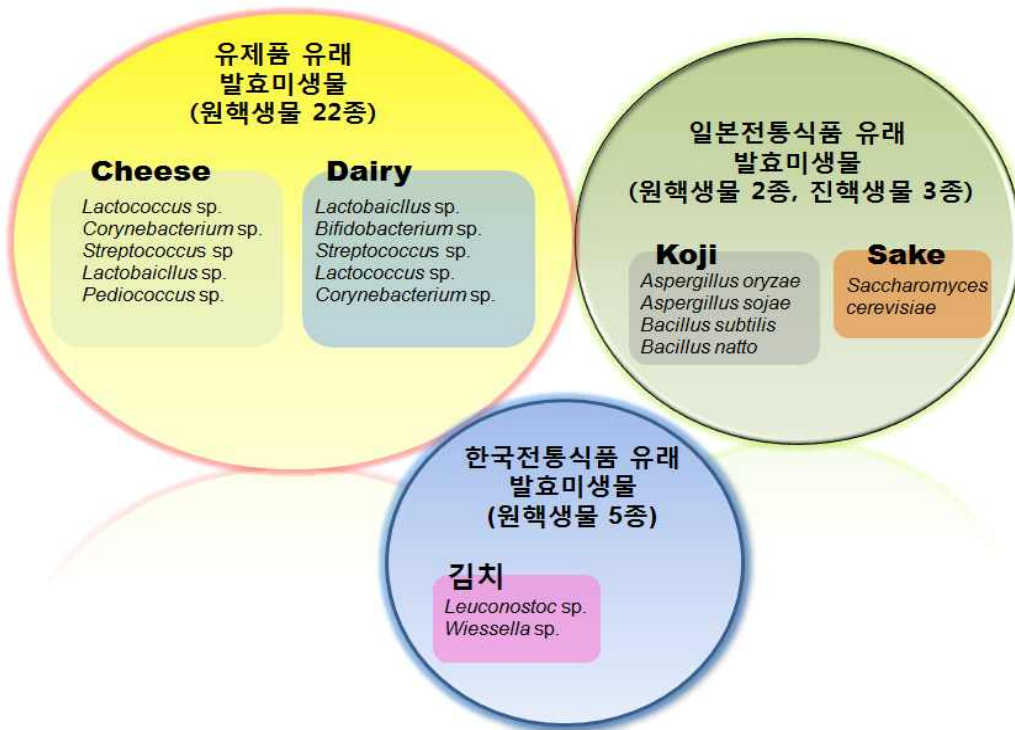 유제품 유래
발효미생물
(원핵생물 22종)
Cheese
Lactococcus sp.
Corynebacterium sp.
Streptococcus sp
Lactobaicllus sp.
Pediococcus sp.
Dairy
Lactobaicllus sp.
Bifidobacterium sp.
Streptococcus sp.
Lactococcus sp.
Corynebacterium sp.
일본전통식품 유래
발효미생물
(원핵생물 2종, 진핵생물 3종)
Koji
Aspergillus oryzae
Aspergillus sojae
Bacillus subtilis
Bacillus natto
Sake
Saccharomyces
cerevisiae
한국전통식품 유래
발효미생물
(원핵생물 5종)
김치
Leuconostoc sp.
Wiessella sp.